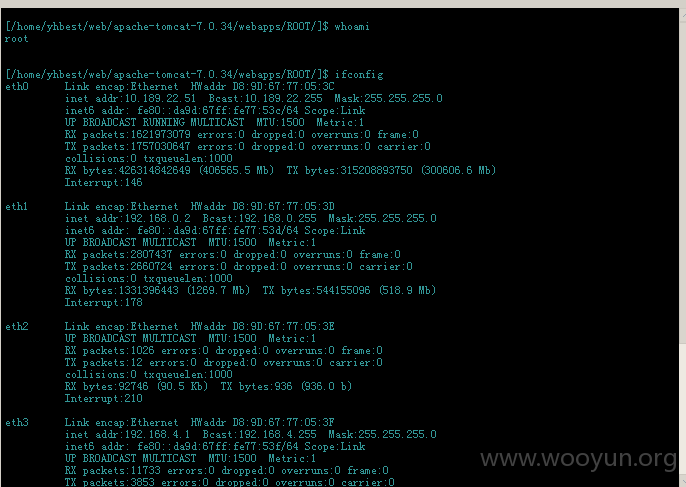 [/home/yhbest/web/apache-tomcat-7.0.34/webapps/ROOT/]$ whoami
root
[/home/yhbest/web/apache-tomcat-7.0.34/webapps/ROOT/]$ ifconfig
eth0 Link encap:Ethernet HWaddr D8:9D:67:77:05:3C
inet addr:10.189.22.51 Bcast:10.189.22.255 Mask:255.255.255.0
inet6 addr: fe80::da9d:67ff:fe77:53c/64 Scope:Link
UP BROADCAST RUNNING MULTICAST MTU:1500 Metric:1
RX packets:1621973079 errors:0 dropped:0 overruns:0 frame:0
TX packets:1757030647 errors:0 dropped:0 overruns:0 carrier:0
collisions:0 txqueuelen:1000
RX bytes:426314842649 (406565.5 Mb) TX bytes:315208893750 (300606.6 Mb)
Interrupt:146
eth1 Link encap:Ethernet HWaddr D8:9D:67:77:05:3D
inet addr:192.168.0.2 Bcast:192.168.0.255 Mask:255.255.255.0
inet6 addr: fe80::da9d:67ff:fe77:53d/64 Scope:Link
UP BROADCAST MULTICAST MTU:1500 Metric:1
RX packets:2807437 errors:0 dropped:0 overruns:0 frame:0
TX packets:2660724 errors:0 dropped:0 overruns:0 carrier:0
collisions:0 txqueuelen:1000
RX bytes:1331396443 (1269.7 Mb) TX bytes:544155096 (518.9 Mb)
Interrupt:178
eth2 Link encap:Ethernet HWaddr D8:9D:67:77:05:3E
UP BROADCAST MULTICAST MTU:1500 Metric:1
RX packets:1026 errors:0 dropped:0 overruns:0 frame:0
TX packets:12 errors:0 dropped:0 overruns:0 carrier:0
collisions:0 txqueuelen:1000
RX bytes:92746 (90.5 Kb) TX bytes:936 (936.0 b)
Interrupt:210
eth3 Link encap:Ethernet HWaddr D8:9D:67:77:05:3F
inet addr:192.168.4.1 Bcast:192.168.4.255 Mask:255.255.255.0
inet6 addr: fe80::da9d:67ff:fe77:53f/64 Scope:Link
UP BROADCAST MULTICAST MTU:1500 Metric:1
RX packets:11733 errors:0 dropped:0 overruns:0 frame:0
TX packets:3853 errors:0 dropped:0 overruns:0 carrier:0
www.wooyun.org